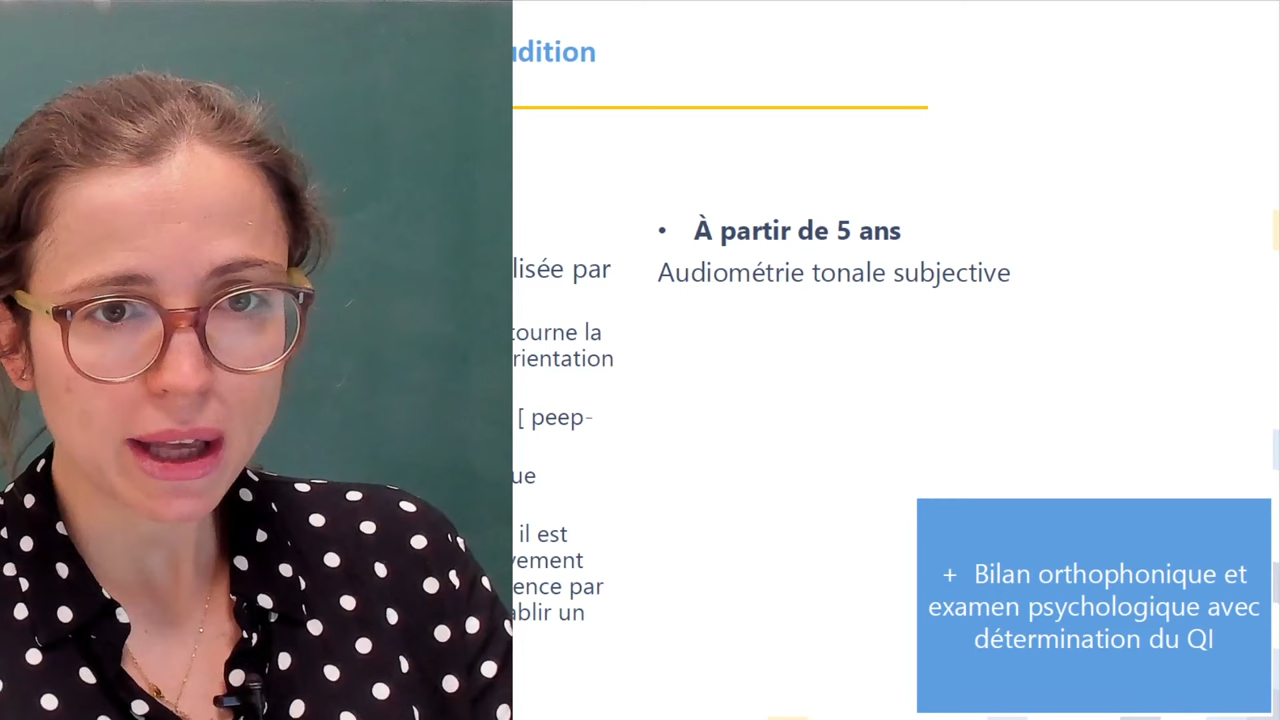 dition
À partir de 5 ans
Audiométrie tonale subjective
lisée par
tourne la
rientation
[ peep-
ue
il est
vement
ence par
ablir un
+ Bilan orthophonique et
examen psychologique avec
détermination du QI